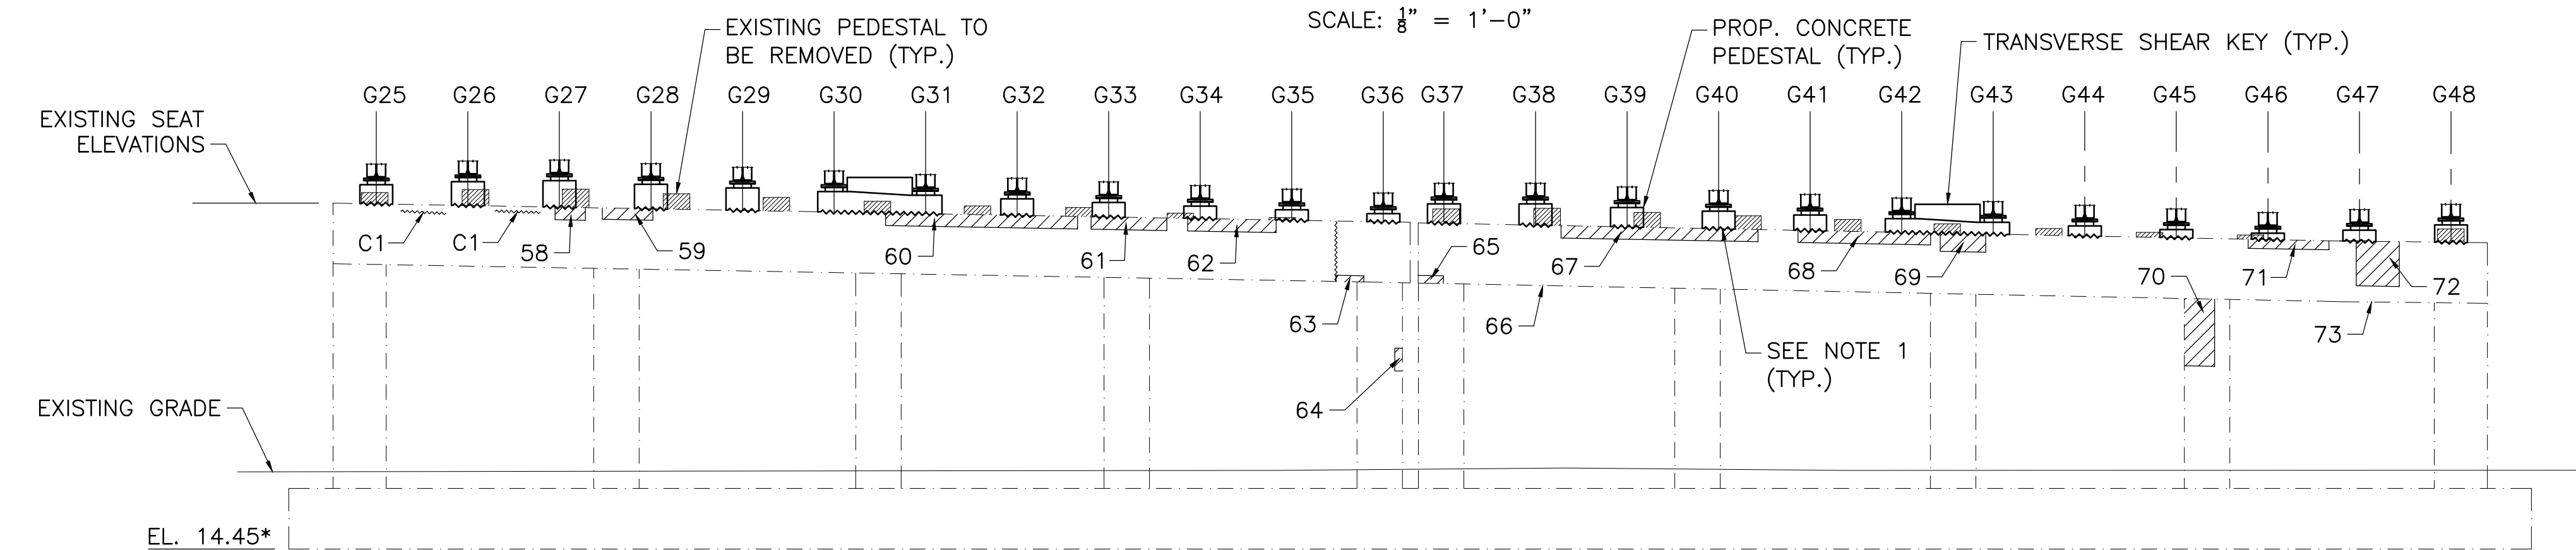 SCALE: 1/8" = 1'-0"
EXISTING PEDESTAL TO
BE REMOVED (TYP.)
PROP. CONCRETE
PEDESTAL (TYP.)
TRANSVERSE SHEAR KEY (TYP.)
G25 G26 G27 G28 G29 G30 G31 G32 G33 G34 G35 G36 G37 G38 G39 G40 G41 G42 G43 G44 G45 G46 G47 G48
EXISTING SEAT
ELEVATIONS
C1 C1 58 59 60 61 62 63 64 65 66 67 68 69 70 71 72 73
SEE NOTE 1
(TYP.)
EXISTING GRADE
EL. 14.45*